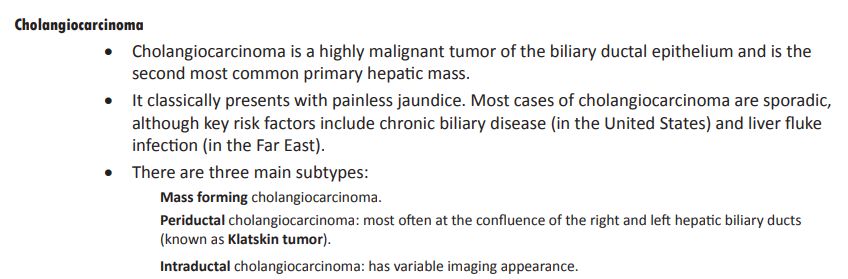 Cholangiocarcinoma
• Cholangiocarcinoma is a highly malignant tumor of the biliary ductal epithelium and is the
second most common primary hepatic mass.
• It classically presents with painless jaundice. Most cases of cholangiocarcinoma are sporadic,
although key risk factors include chronic biliary disease (in the United States) and liver fluke
infection (in the Far East).
• There are three main subtypes:
Mass forming cholangiocarcinoma.
Periductal cholangiocarcinoma: most often at the confluence of the right and left hepatic biliary ducts
(known as Klatskin tumor).
Intraductal cholangiocarcinoma: has variable imaging appearance.